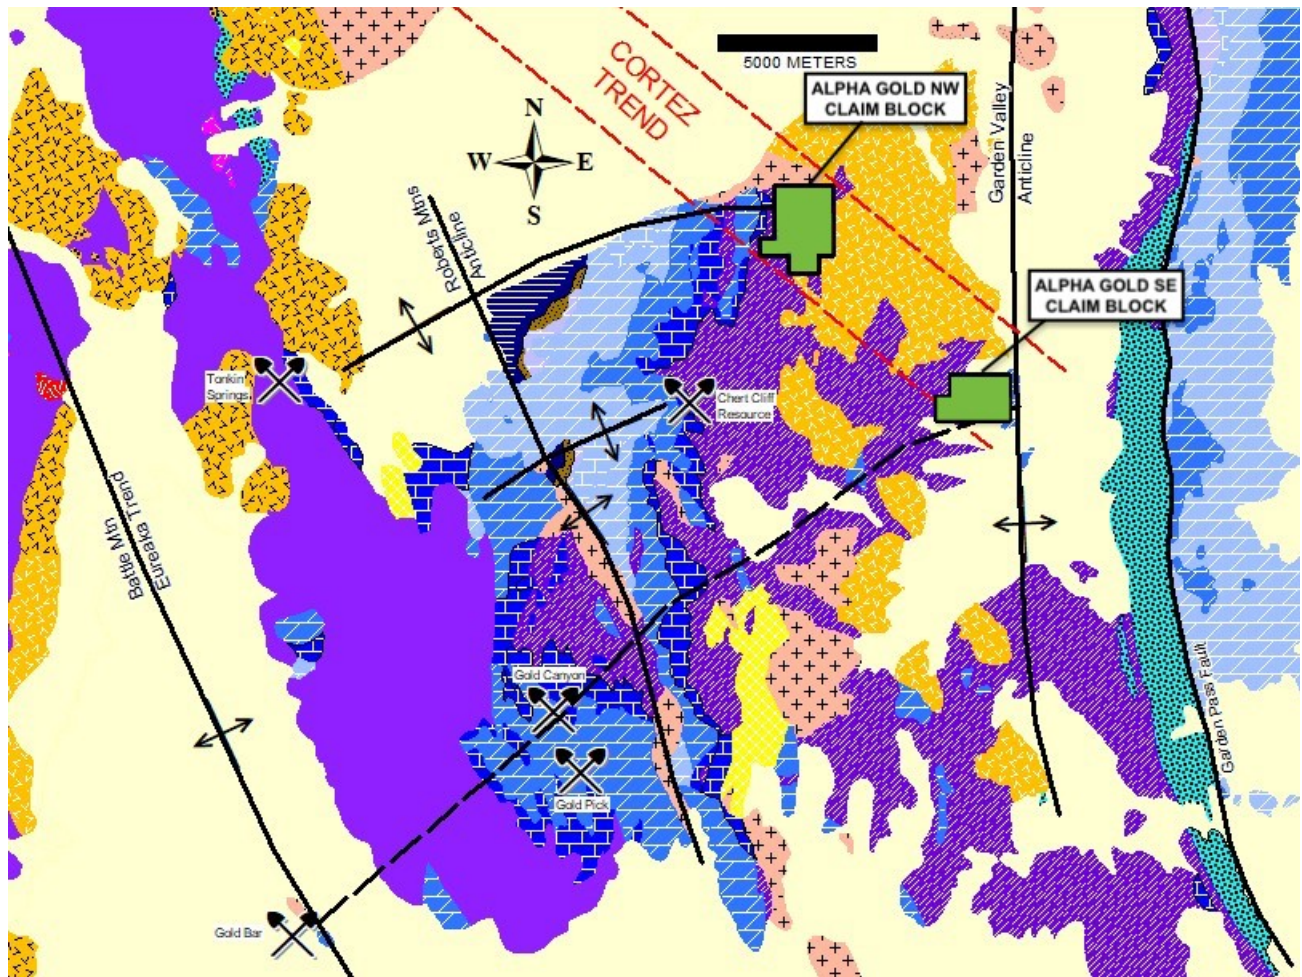 5000 METERS
CORTEZ
TREND
ALPHA GOLD NW
CLAIM BLOCK
N
W
E
S
Garden Valley
Anticline
Roberts Mtns
Anticline
ALPHA GOLD SE
CLAIM BLOCK
Tonkin
Springs
Chert Cliff
Resource
Battle Mtn
Eureaka Trend
Gold Canyon
Gold Pick
Garden Pass Fault
Gold Bar